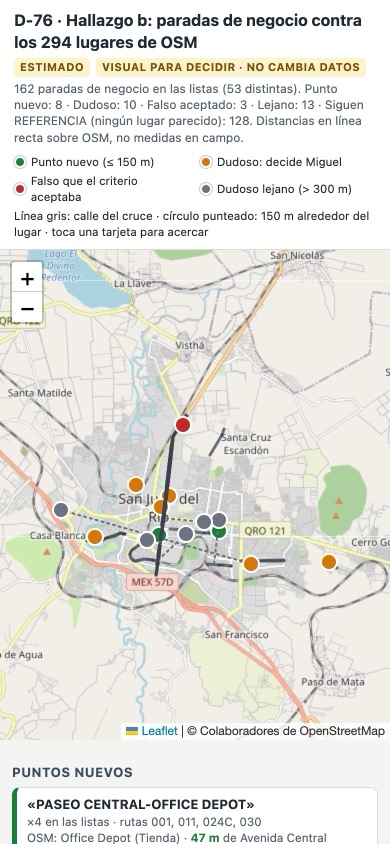 D-76 · Hallazgo b: paradas de negocio contra
los 294 lugares de OSM
ESTIMADO VISUAL PARA DECIDIR · NO CAMBIA DATOS
162 paradas de negocio en las listas (53 distintas). Punto
nuevo: 8 · Dudoso: 10 · Falso aceptado: 3 · Lejano: 13 · Siguen
REFERENCIA (ningún lugar parecido): 128. Distancias en línea
recta sobre OSM, no medidas en campo.
Punto nuevo (≤ 150 m) Dudoso: decide Miguel
Falso que el criterio
aceptaba Dudoso lejano (> 300 m)
Línea gris: calle del cruce · círculo punteado: 150 m alrededor del
lugar · toca una tarjeta para acercar
San Nicolás
Lago El
Divino
Redentor
La Llave
+
−
QRO 122
Visthá
Santa Matilde
Santa Cruz
Escandón
San Ju del
Rí
Casa Blanca
QRO 121
Cerro Go
MEX 57D
San Francisco
o de Agua
Paso de Mata
Leaflet | © Colaboradores de OpenStreetMap
PUNTOS NUEVOS
«PASEO CENTRAL-OFFICE DEPOT»
×4 en las listas · rutas 001, 011, 024C, 030
OSM: Office Depot (Tienda) · 47 m de Avenida Central